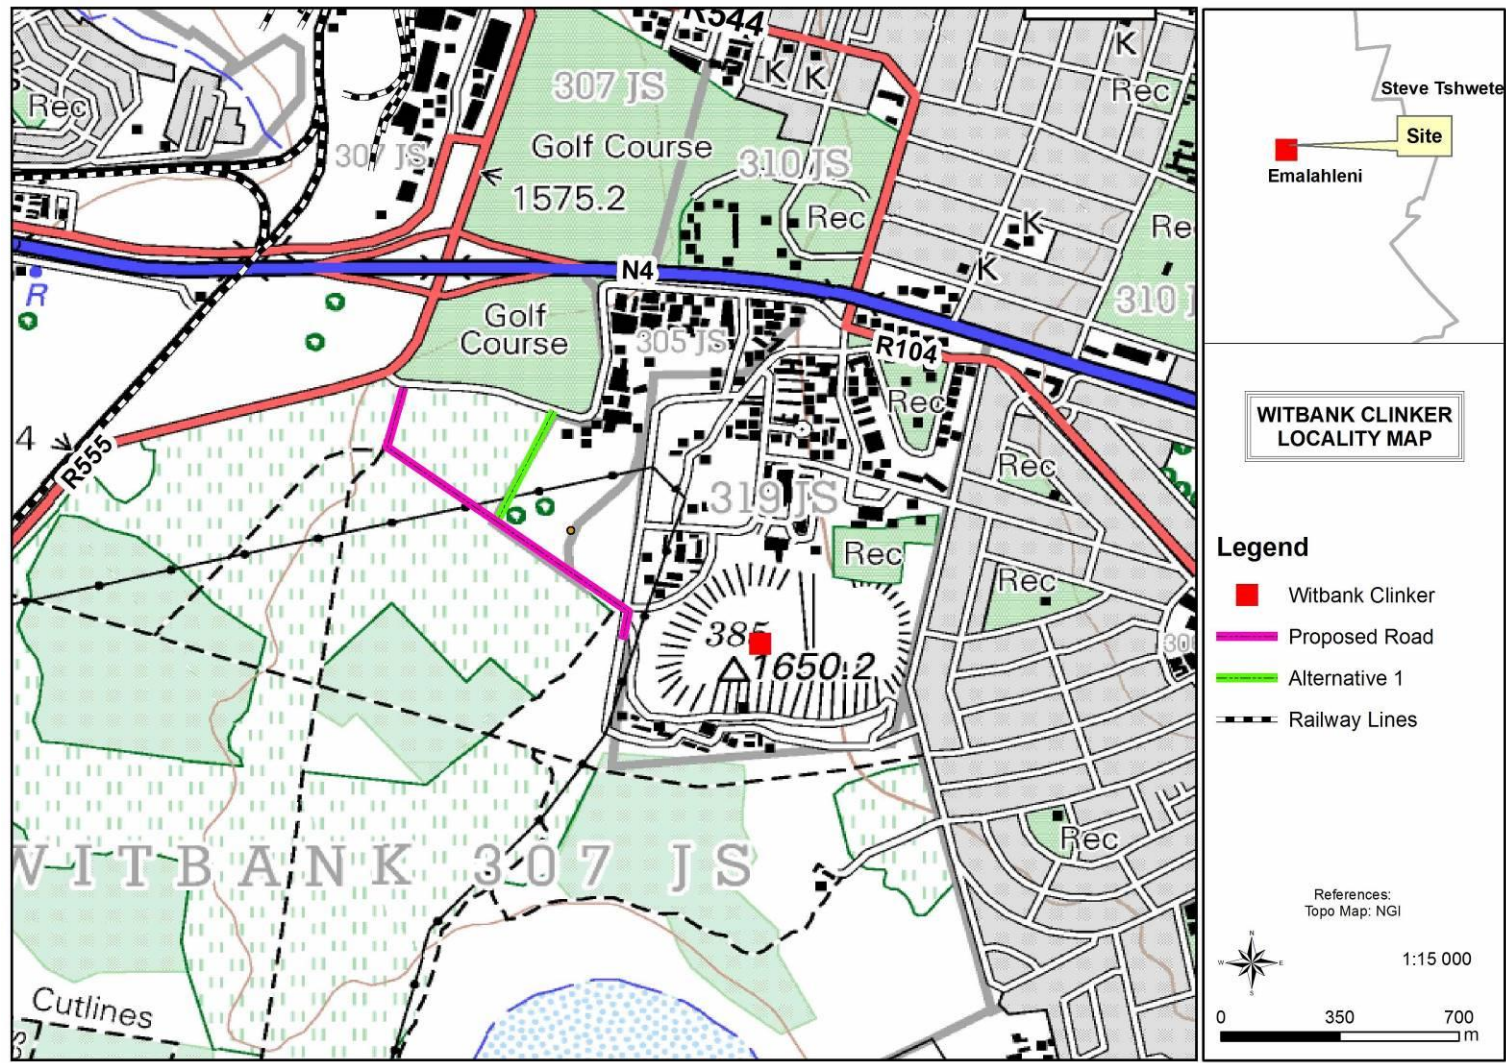 R544
K
K
K
307 JS
Rec
Rec
Golf Course
307 JS
310 JS
1575.2
Rec
K
Re
K
N4
310 J
R
Golf
Course
305 JS
R104
Rec
4
R555
Rec
319 JS
Rec
Rec
385
1650.2
WITBANK 307 JS
Rec
Cutlines
Steve Tshwete
Site
Emalahleni
WITBANK CLINKER
LOCALITY MAP
Legend
Witbank Clinker
Proposed Road
Alternative 1
Railway Lines
References:
Topo Map: NGI
N
W
E
S
1:15 000
0 350 700
m